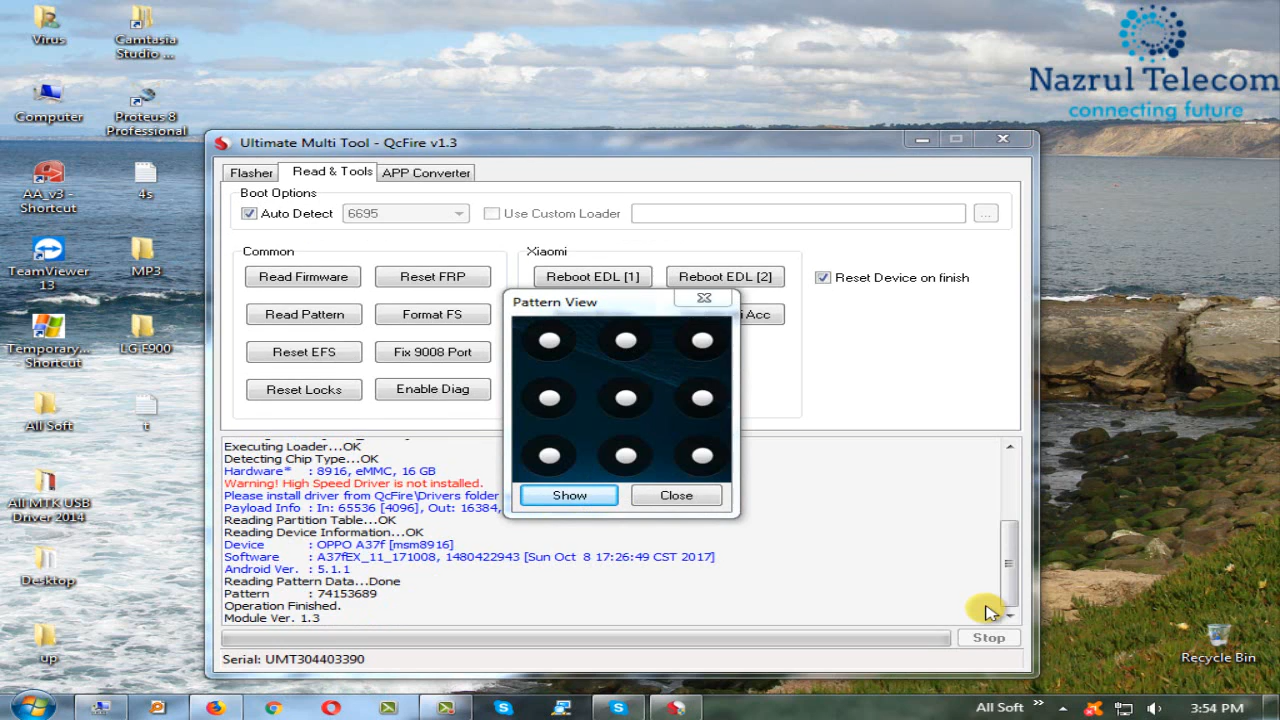 Virus
Camtasia
Studio ...
Nazrul Telecom
connecting future
Computer
Proteus 8
Professional
AA_v3 -
Shortcut
4s
TeamViewer
13
MP3
Temporary...
Shortcut
LG E900
All Soft
t
All MTK USB
Driver 2014
Desktop
up
Recycle Bin
Ultimate Multi Tool - QcFire v1.3
Flasher Read & Tools APP Converter
Boot Options
Auto Detect 6695 Use Custom Loader ...
Common Xiaomi
Read Firmware Reset FRP Reboot EDL [1] Reboot EDL [2] Reset Device on finish
Read Pattern Format FS i Acc
Reset EFS Fix 9008 Port
Reset Locks Enable Diag
Pattern View
Show Close
Executing Loader...OK
Detecting Chip Type...OK
Hardware* : 8916, eMMC, 16 GB
Warning! High Speed Driver is not installed.
Please install driver from QcFire\Drivers folder
Payload Info : In: 65536 [4096], Out: 16384,
Reading Partition Table...OK
Reading Device Information...OK
Device : OPPO A37f [msm8916]
Software : A37fEX_11_171008, 1480422943 [Sun Oct 8 17:26:49 CST 2017]
Android Ver. : 5.1.1
Reading Pattern Data...Done
Pattern : 74153689
Operation Finished.
Module Ver. 1.3
Stop
Serial: UMT304403390
All Soft
3:54 PM